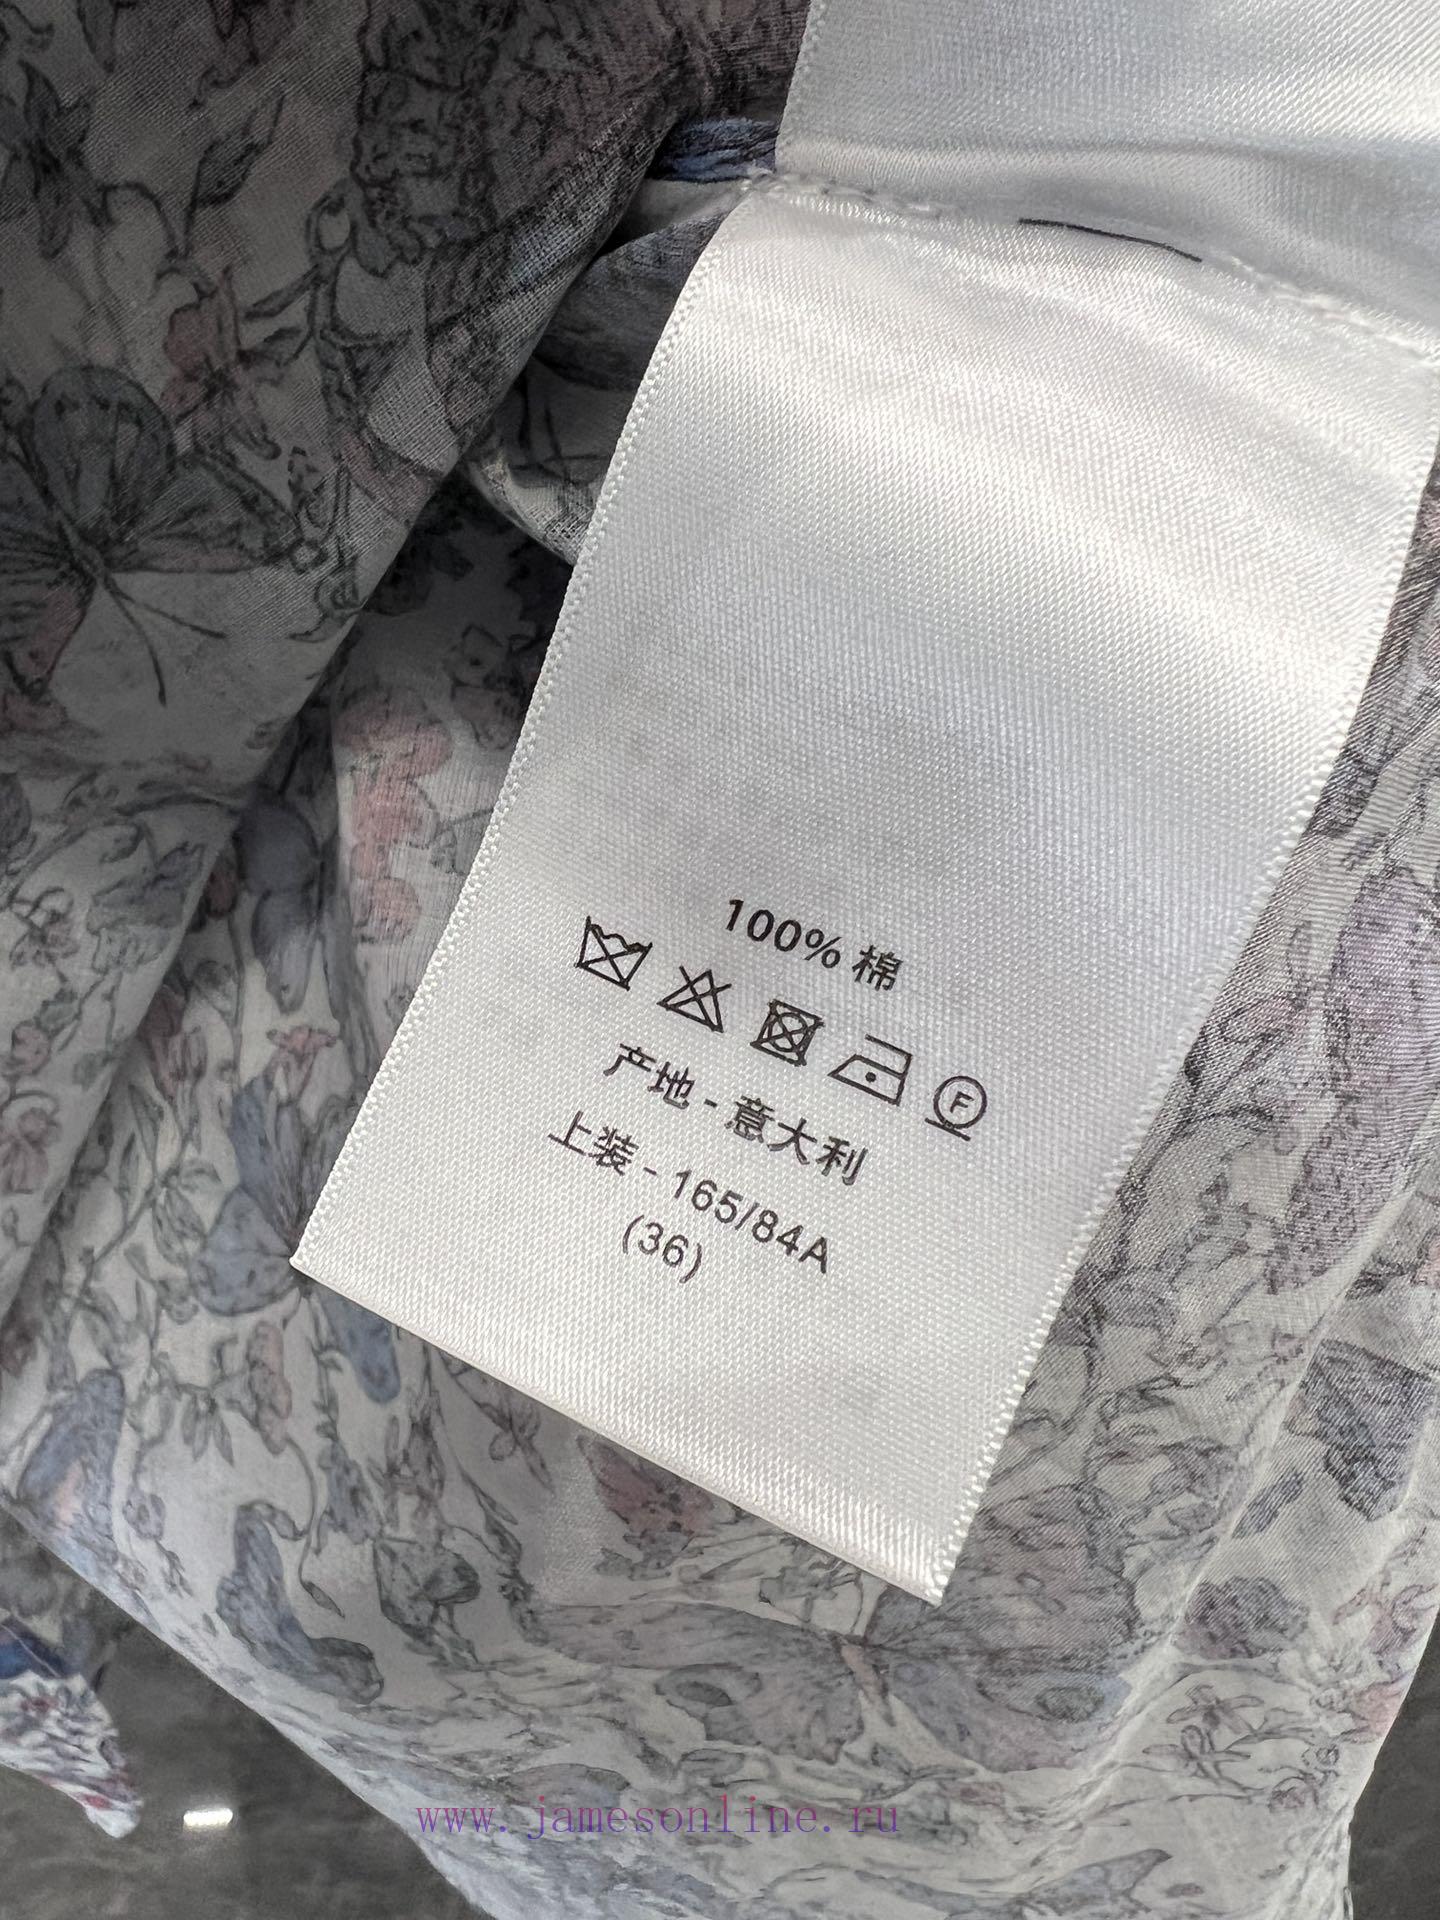 100% 棉
F
产地 - 意大利
上装 - 165/84A
(36)
www.jamesonline.ru